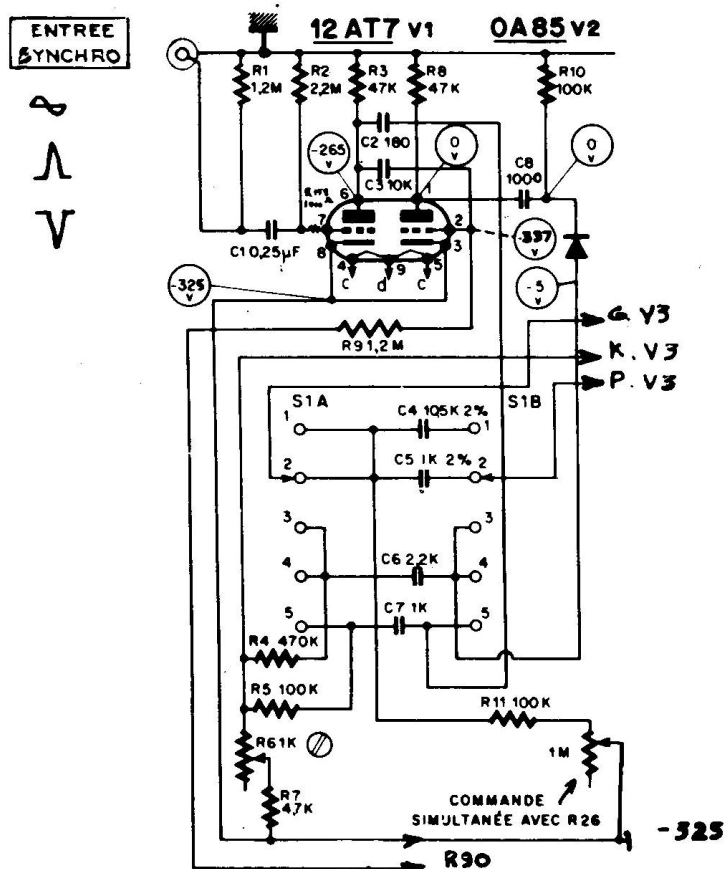 ENTREE
SYNCHRO
12 AT7 V1
OA85 V2
R1
1,2M
R2
2,2M
R3
47K
R8
47K
R10
100K
C2 180
C3 10K
-265
v
0
v
C8
1000
0
v
6
1
7
2
8
3
4
9
5
C
d
C
C1 0,25µF
-337
v
-325
v
-5
v
R9 1,2M
G. V3
K. V3
P. V3
S1A
S1B
1
C4 10,5K 2%
1
2
C5 1K 2%
2
3
3
4
C6 2,2K
4
5
C7 1K
5
R4 470K
R5 100K
R11 100K
R6 1K
1M
R7
4,7K
COMMANDE
SIMULTANÉE AVEC R26
-325
R90